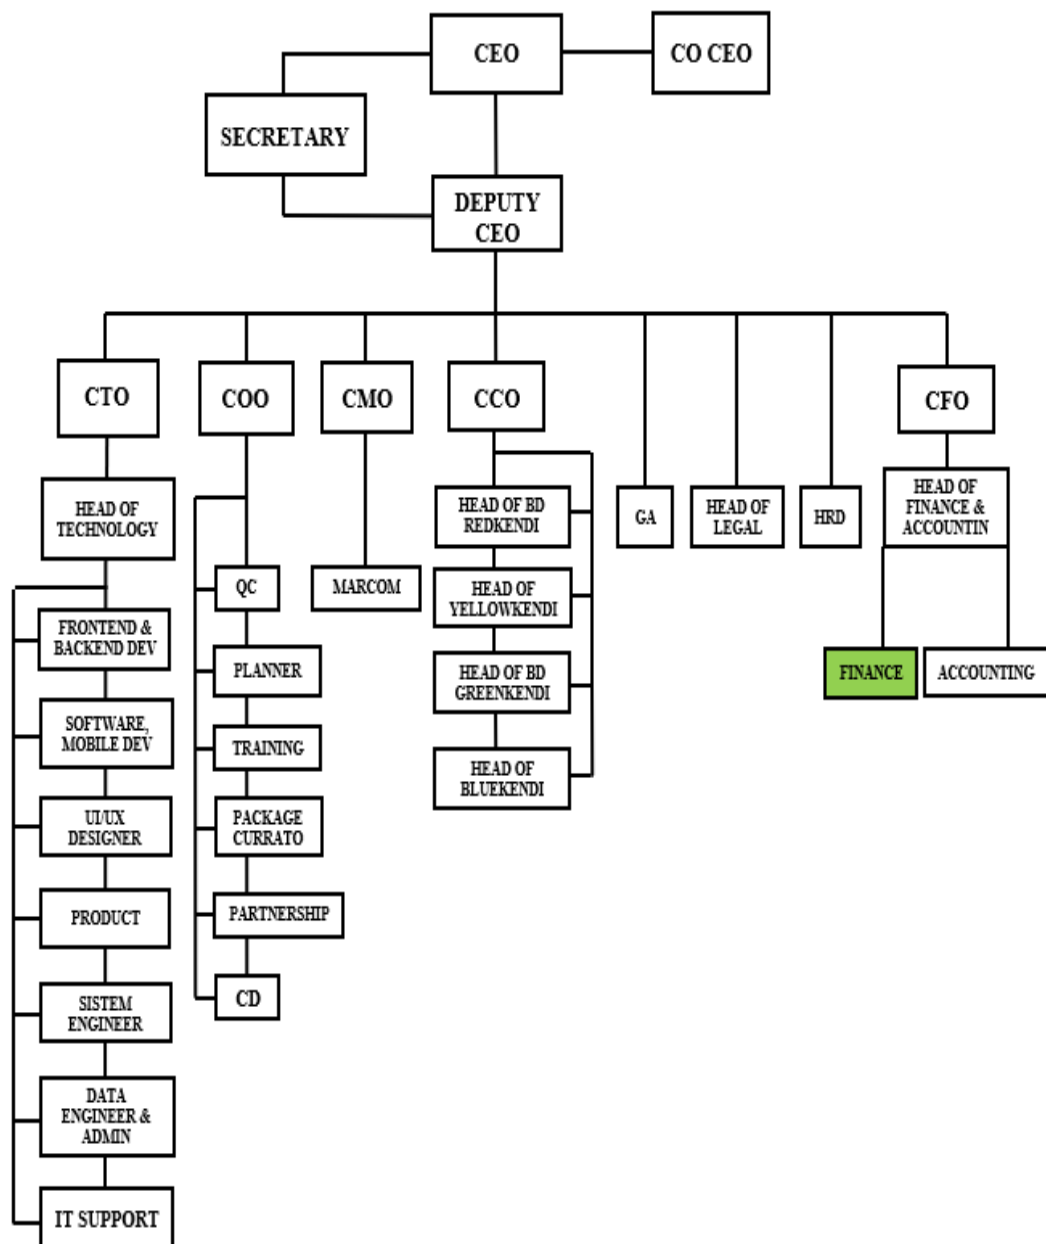 CEO
CO CEO
SECRETARY
DEPUTY
CEO
CTO
COO
CMO
CCO
CFO
HEAD OF
TECHNOLOGY
HEAD OF BD
REDKENDI
GA
HEAD OF
LEGAL
HRD
HEAD OF
FINANCE &
ACCOUNTIN
QC
MARCOM
HEAD OF
YELLOWKENDI
FRONTEND &
BACKEND DEV
PLANNER
HEAD OF BD
GREENKENDI
FINANCE
ACCOUNTING
SOFTWARE,
MOBILE DEV
TRAINING
HEAD OF
BLUEKENDI
UI/UX
DESIGNER
PACKAGE
CURRATO
PRODUCT
PARTNERSHIP
SISTEM
ENGINEER
CD
DATA
ENGINEER &
ADMIN
IT SUPPORT